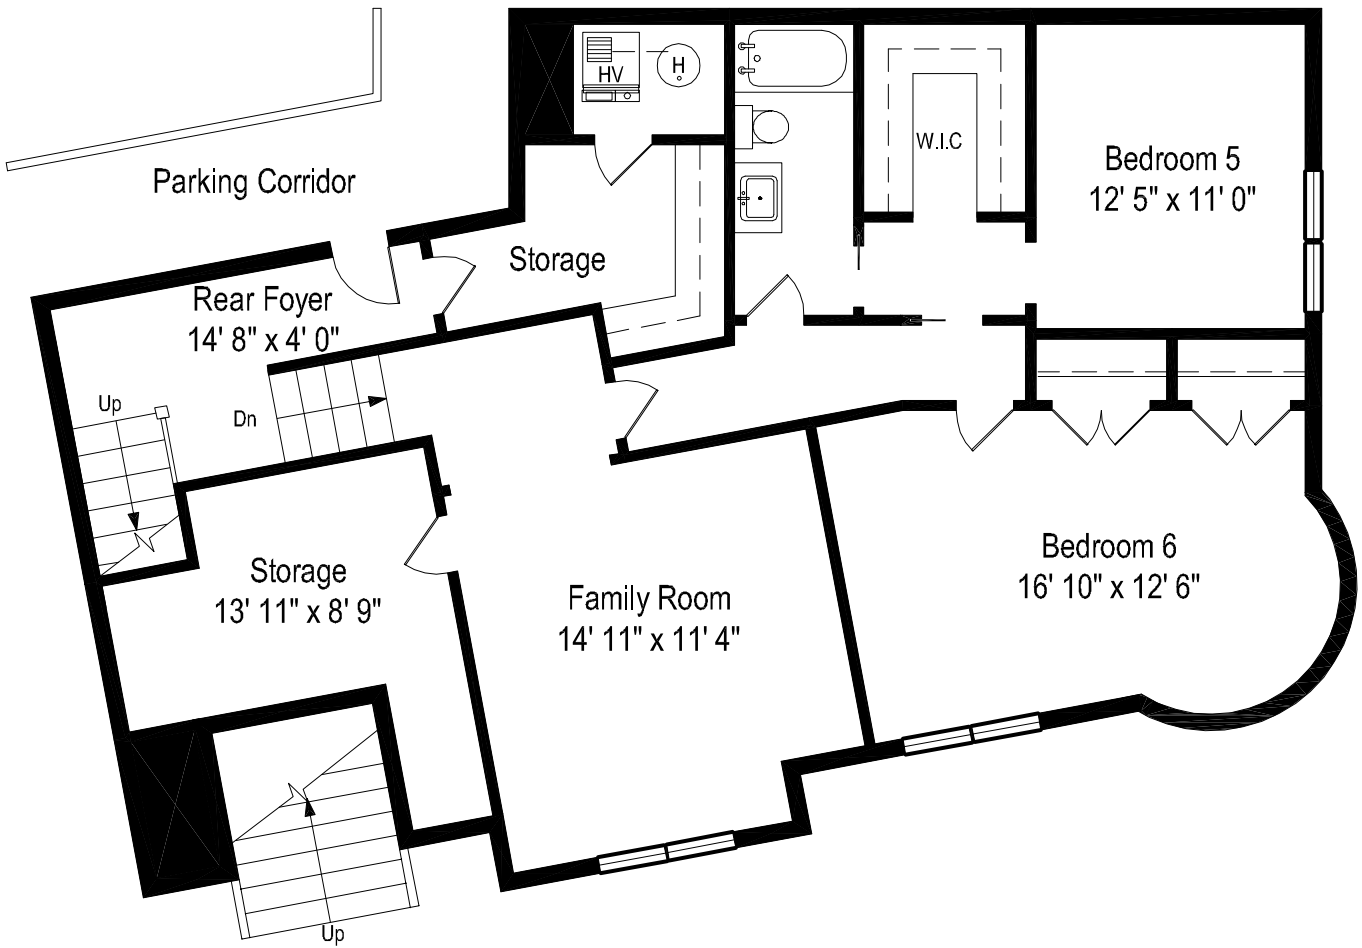 HV
H
Parking Corridor
W.I.C
Bedroom 5
12' 5" x 11' 0"
Storage
Rear Foyer
14' 8" x 4' 0"
Up
Dn
Bedroom 6
16' 10" x 12' 6"
Storage
13' 11" x 8' 9"
Family Room
14' 11" x 11' 4"
Up